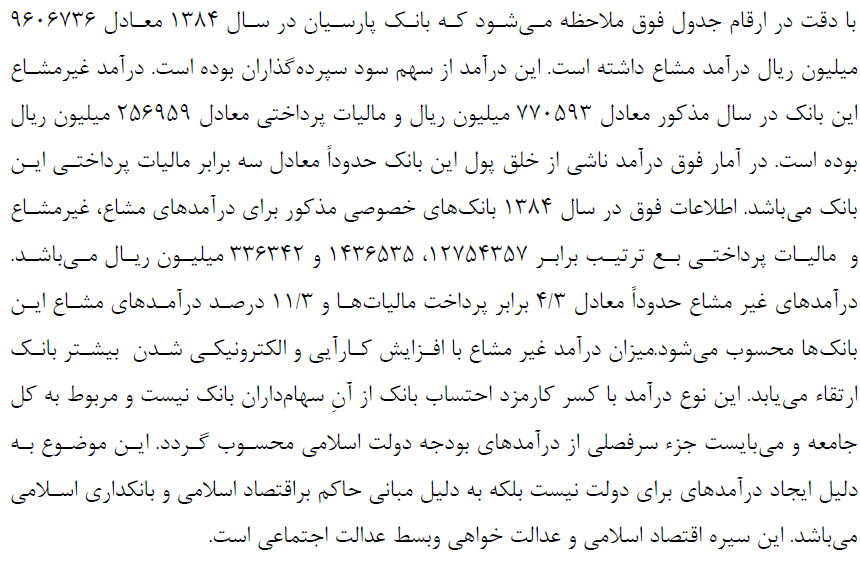 با دقت در ارقام جدول فوق ملاحظه می‌شود که بانک پارسیان در سال ۱۳۸۴ معادل ۹۶۰۶۷۳۶
میلیون ریال درآمد مشاع داشته است. این درآمد از سهم سود سپرده‌گذاران بوده است. درآمد غیرمشاع
این بانک در سال مذکور معادل ۷۷۰۵۹۳ میلیون ریال و مالیات پرداختی معادل ۲۵۶۹۵۹ میلیون ریال
بوده است. در آمار فوق درآمد ناشی از خلق پول این بانک حدوداً معادل سه برابر مالیات پرداختی این
بانک می‌باشد. اطلاعات فوق در سال ۱۳۸۴ بانک‌های خصوصی مذکور برای درآمدهای مشاع، غیرمشاع
و مالیات پرداختی بع ترتیب برابر ۱۲۷۵۴۳۵۷، ۱۴۳۶۵۳۵ و ۳۳۶۳۴۲ میلیون ریال می‌باشد.
درآمدهای غیر مشاع حدوداً معادل ۴/۳ برابر پرداخت مالیات‌ها و ۱۱/۳ درصد درآمدهای مشاع این
بانک‌ها محسوب می‌شود.میزان درآمد غیر مشاع با افزایش کارآیی و الکترونیکی شدن بیشتر بانک
ارتقاء می‌یابد. این نوع درآمد با کسر کارمزد احتساب بانک از آنِ سهام‌داران بانک نیست و مربوط به کل
جامعه و می‌بایست جزء سرفصلی از درآمدهای بودجه دولت اسلامی محسوب گردد. این موضوع به
دلیل ایجاد درآمدهای برای دولت نیست بلکه به دلیل مبانی حاکم براقتصاد اسلامی و بانکداری اسلامی
می‌باشد. این سیره اقتصاد اسلامی و عدالت خواهی وبسط عدالت اجتماعی است.